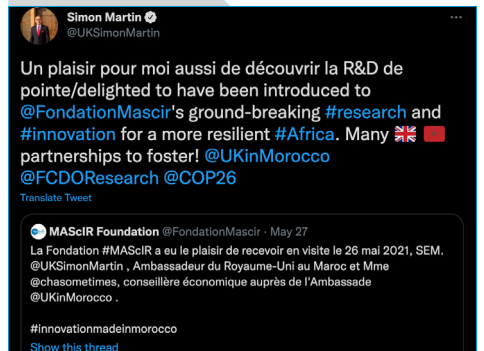 Simon Martin
@UKSimonMartin
Un plaisir pour moi aussi de découvrir la R&D de
pointe/delighted to have been introduced to
@FondationMascir's ground-breaking #research and
#innovation for a more resilient #Africa. Many 🇬🇧 🇲🇦
partnerships to foster! @UKinMorocco
@FCDOResearch @COP26
Translate Tweet
MAScIR Foundation @FondationMascir · May 27
La Fondation #MAScIR a eu le plaisir de recevoir en visite le 26 mai 2021, SEM.
@UKSimonMartin , Ambassadeur du Royaume-Uni au Maroc et Mme
@chasometimes, conseillère économique auprès de l'Ambassade
@UKinMorocco .
#innovationmadeinmorocco
Show this thread